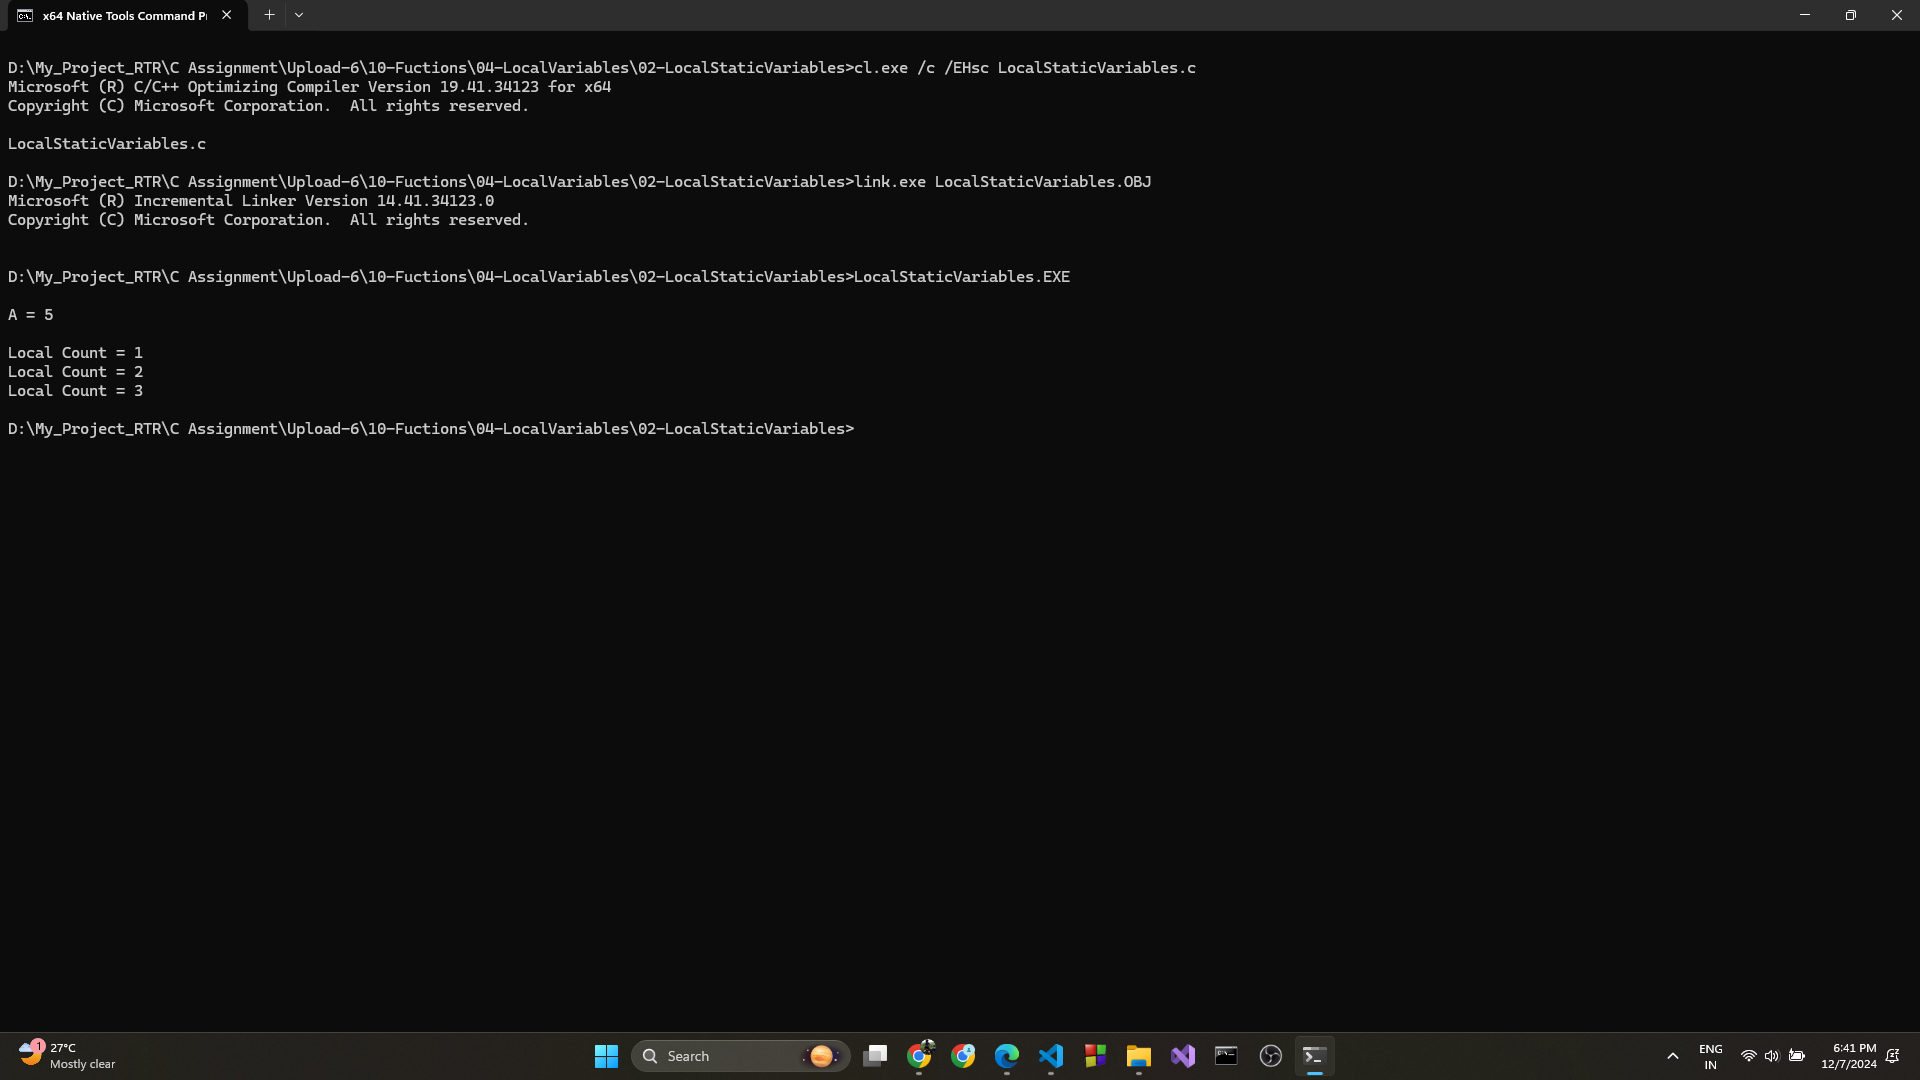 x64 Native Tools Command P
D:\My_Project_RTR\C Assignment\Upload-6\10-Fuctions\04-LocalVariables\02-LocalStaticVariables>cl.exe /c /EHsc LocalStaticVariables.c
Microsoft (R) C/C++ Optimizing Compiler Version 19.41.34123 for x64
Copyright (C) Microsoft Corporation.  All rights reserved.
LocalStaticVariables.c
D:\My_Project_RTR\C Assignment\Upload-6\10-Fuctions\04-LocalVariables\02-LocalStaticVariables>link.exe LocalStaticVariables.OBJ
Microsoft (R) Incremental Linker Version 14.41.34123.0
Copyright (C) Microsoft Corporation.  All rights reserved.
D:\My_Project_RTR\C Assignment\Upload-6\10-Fuctions\04-LocalVariables\02-LocalStaticVariables>LocalStaticVariables.EXE
A = 5
Local Count = 1
Local Count = 2
Local Count = 3
D:\My_Project_RTR\C Assignment\Upload-6\10-Fuctions\04-LocalVariables\02-LocalStaticVariables>
1
27°C
Mostly clear
Search
ENG
IN
6:41 PM
12/7/2024